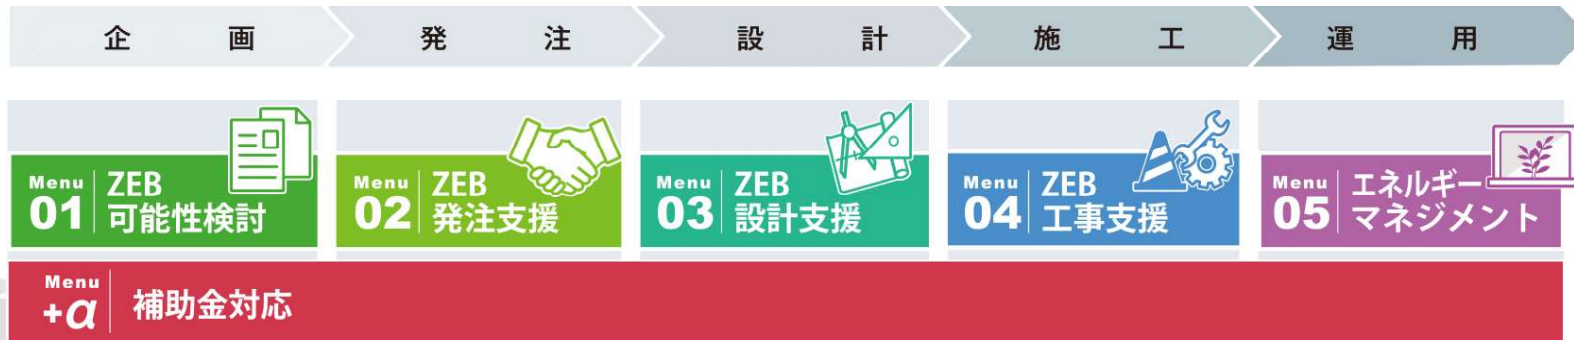 企画
発注
設計
施工
運用
Menu
01
ZEB
可能性検討
Menu
02
ZEB
発注支援
Menu
03
ZEB
設計支援
Menu
04
ZEB
工事支援
Menu
05
エネルギー
マネジメント
Menu
+α
補助金対応